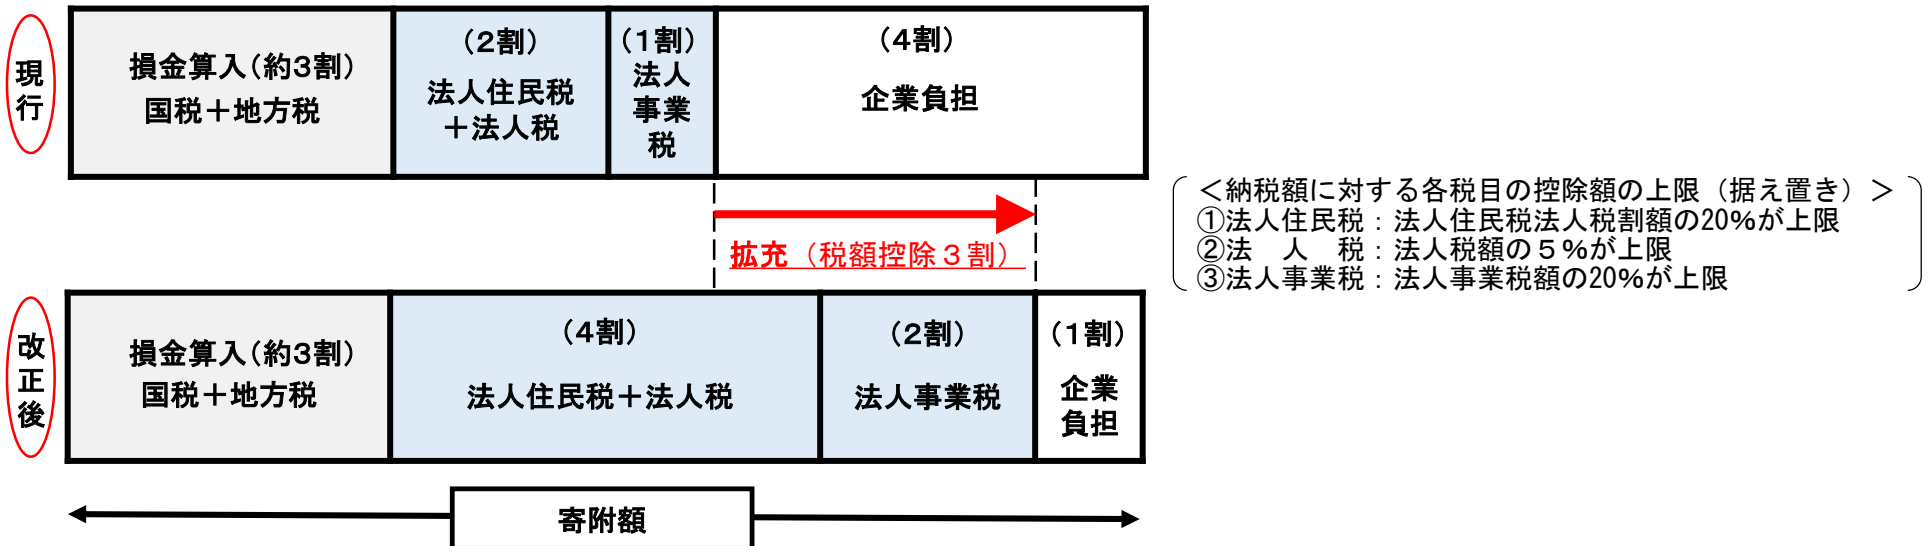 現
行
損金算入(約3割)
国税＋地方税
(2割)
法人住民税
＋法人税
(1割)
法人
事業
税
(4割)
企業負担
拡充（税額控除３割）
＜納税額に対する各税目の控除額の上限（据え置き）＞
①法人住民税：法人住民税法人税割額の20%が上限
②法　人　税：法人税額の５%が上限
③法人事業税：法人事業税額の20%が上限
改
正
後
損金算入(約3割)
国税＋地方税
(4割)
法人住民税＋法人税
(2割)
法人事業税
(1割)
企業
負担
寄附額